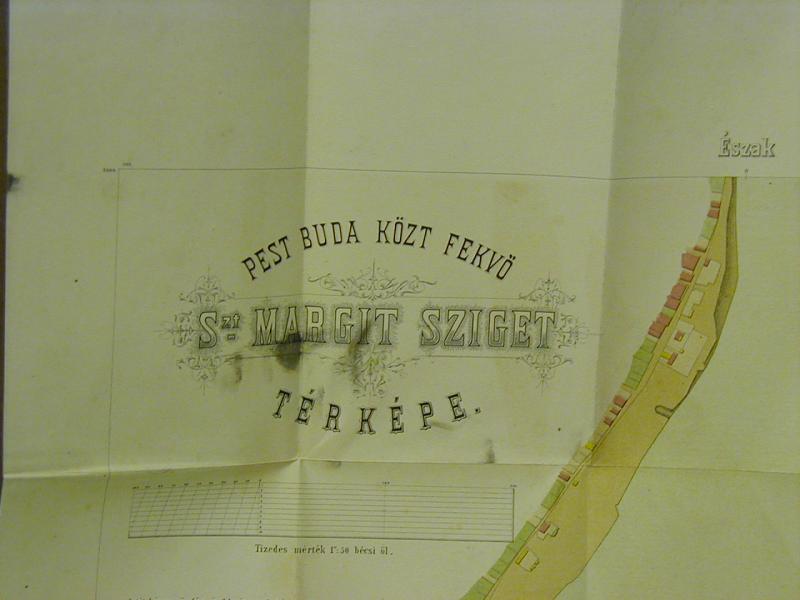 Észak
PEST BUDA KÖZT FEKVŐ
Szt MARGIT SZIGET
TÉRKÉPE.
Tizedes mérték 1":50 bécsi öl.